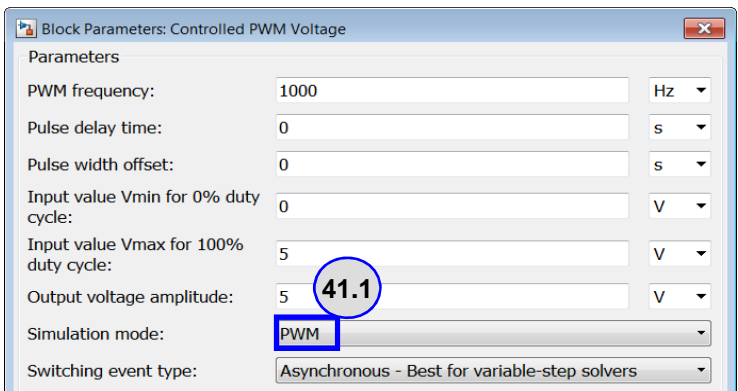 Block Parameters: Controlled PWM Voltage
Parameters
PWM frequency: 1000 Hz
Pulse delay time: 0 s
Pulse width offset: 0 s
Input value Vmin for 0% duty
cycle: 0 V
Input value Vmax for 100%
duty cycle: 5 V
Output voltage amplitude: 5 41.1 V
Simulation mode: PWM
Switching event type: Asynchronous - Best for variable-step solvers